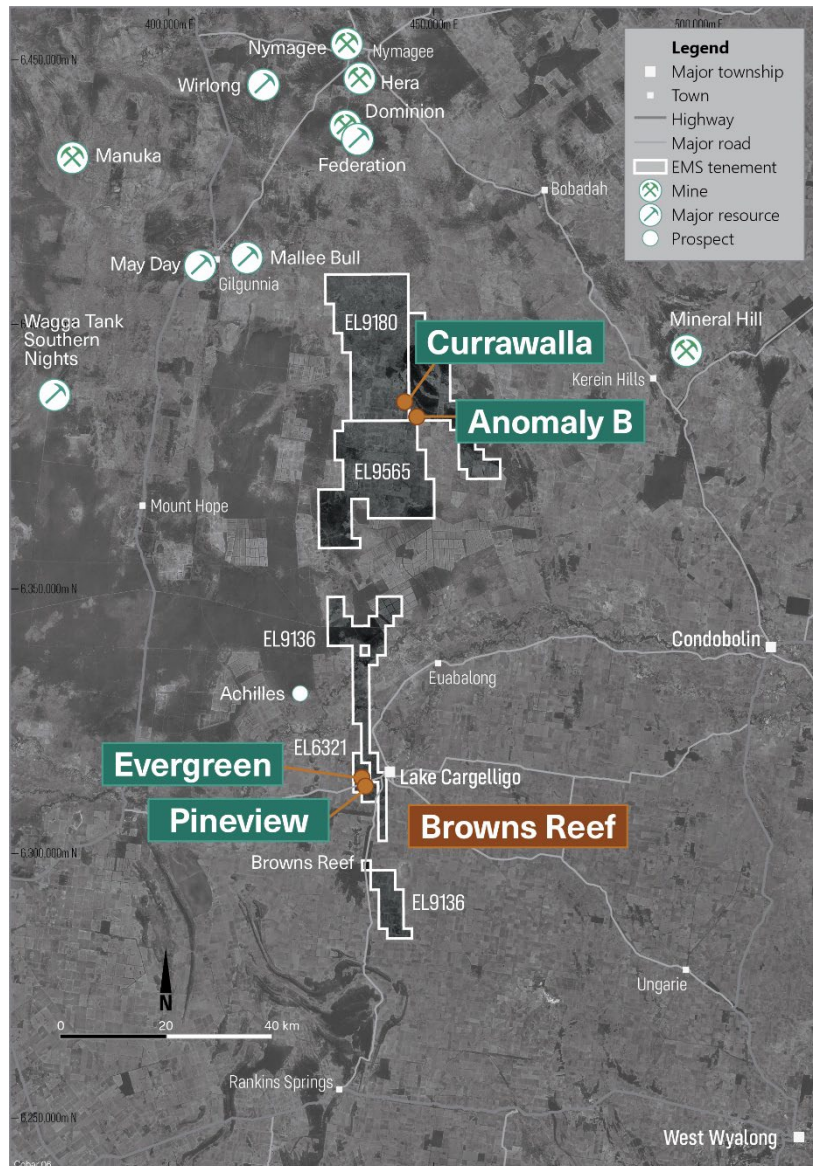 400,000m E
450,000m E
500,000m E
6,450,000m N
Nymagee
Nymagee
Wirlong
Hera
Dominion
Federation
Manuka
Legend
Major township
Town
Highway
Major road
EMS tenement
Mine
Major resource
Prospect
Bobadah
May Day
Mallee Bull
Gilgunnia
Wagga Tank
Southern
Nights
EL9180
Currawalla
Mineral Hill
Kerein Hills
Anomaly B
EL9565
Mount Hope
6,350,000m N
EL9136
Condobolin
Euabalong
Achilles
EL6321
Evergreen
Lake Cargelligo
Pineview
Browns Reef
6,300,000m N
Browns Reef
EL9136
Ungarie
N
0
20
40 km
Rankins Springs
6,250,000m N
West Wyalong